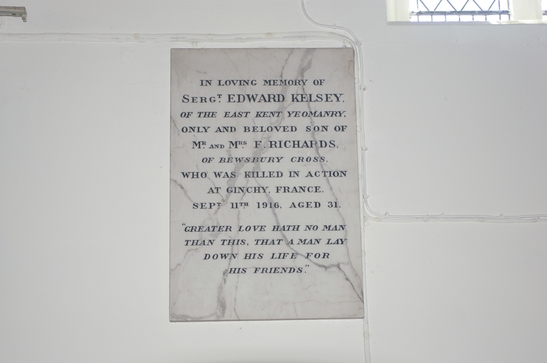 IN LOVING MEMORY OF
SERGT. EDWARD KELSEY,
OF THE EAST KENT YEOMANRY,
ONLY AND BELOVED SON OF
MR. AND MRS F. RICHARDS,
OF BEWSBURY CROSS,
WHO WAS KILLED IN ACTION
AT GINCHY, FRANCE,
SEPT. 11TH 1916, AGED 31.
"GREATER LOVE HATH NO MAN
THAN THIS, THAT A MAN LAY
DOWN HIS LIFE FOR
HIS FRIENDS."